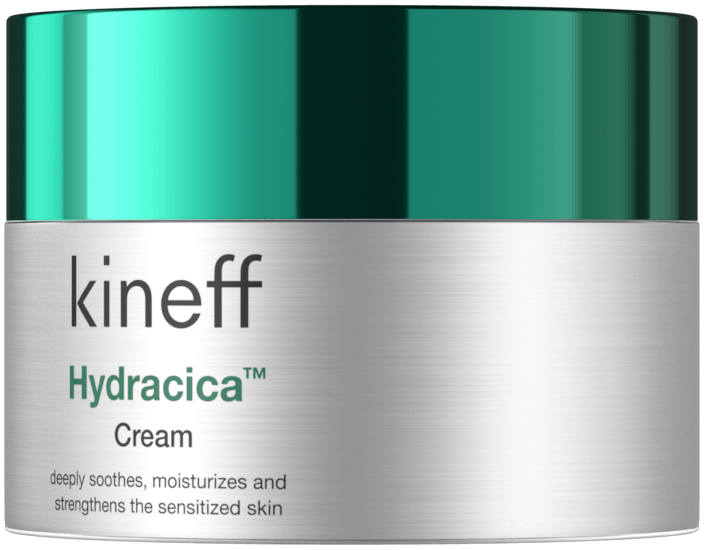 kineff
Hydracica™
Cream
deeply soothes, moisturizes and
strengthens the sensitized skin